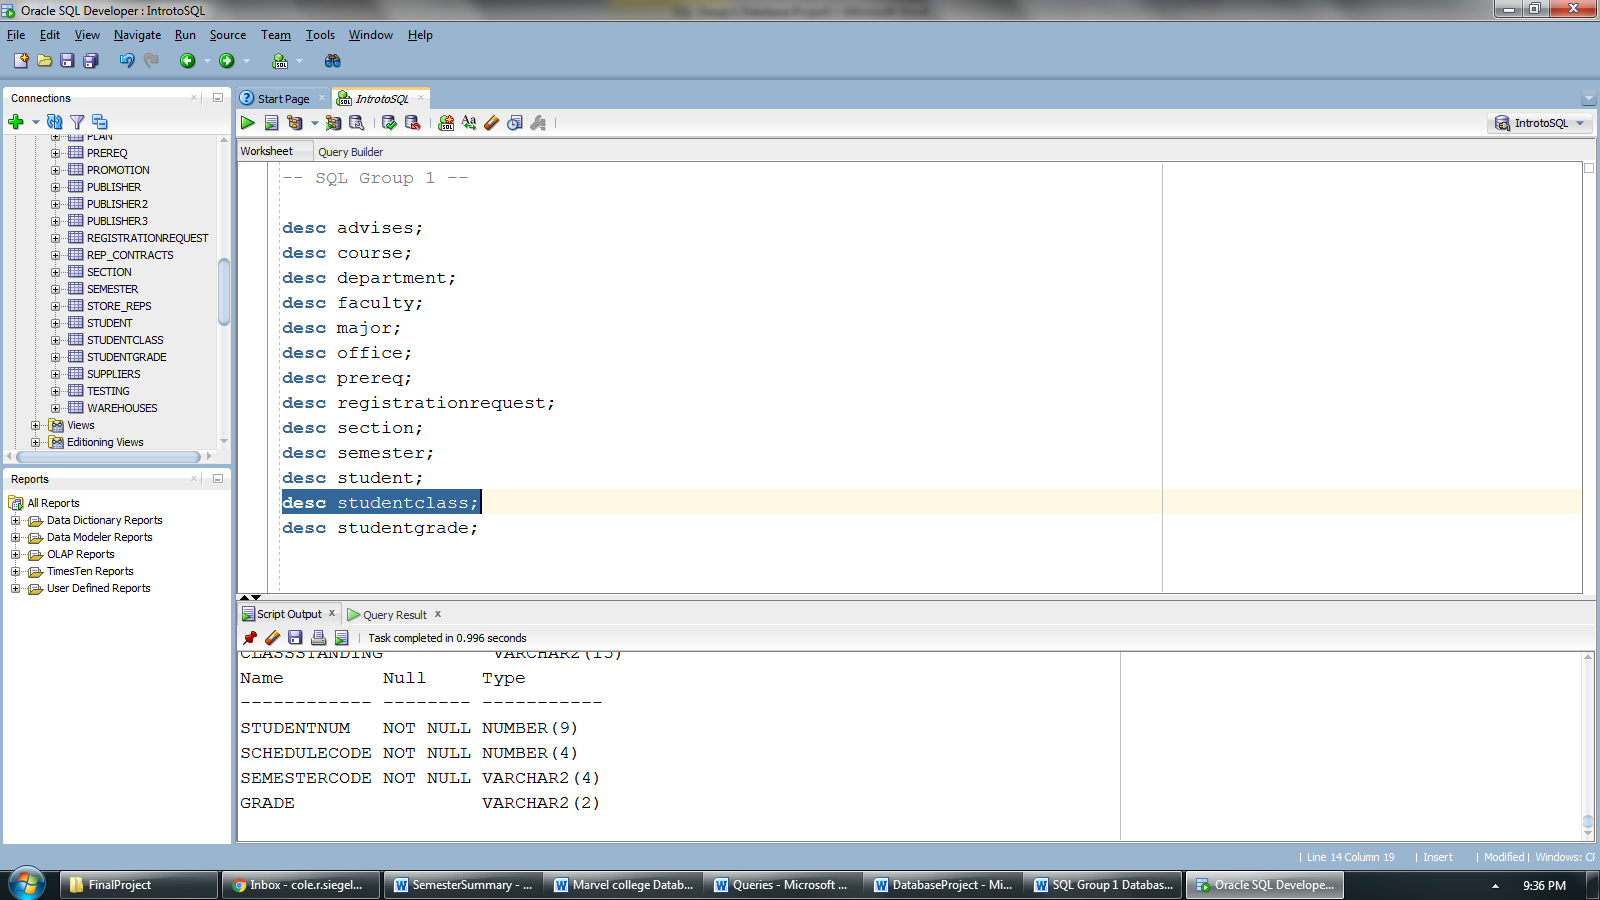 Oracle SQL Developer : IntrotoSQL
File Edit View Navigate Run Source Team Tools Window Help
Connections
PLAN
PREREQ
PROMOTION
PUBLISHER
PUBLISHER2
PUBLISHER3
REGISTRATIONREQUEST
REP_CONTRACTS
SECTION
SEMESTER
STORE_REPS
STUDENT
STUDENTCLASS
STUDENTGRADE
SUPPLIERS
TESTING
WAREHOUSES
Views
Editioning Views
Reports
All Reports
Data Dictionary Reports
Data Modeler Reports
OLAP Reports
TimesTen Reports
User Defined Reports
Start Page IntrotoSQL
IntrotoSQL
Worksheet Query Builder
-- SQL Group 1 --
desc advises;
desc course;
desc department;
desc faculty;
desc major;
desc office;
desc prereq;
desc registrationrequest;
desc section;
desc semester;
desc student;
desc studentclass;
desc studentgrade;
Script Output Query Result
Task completed in 0.996 seconds
CLASSSTANDING VARCHAR2(15)
Name Null Type
------------ -------- -----------
STUDENTNUM NOT NULL NUMBER(9)
SCHEDULECODE NOT NULL NUMBER(4)
SEMESTERCODE NOT NULL VARCHAR2(4)
GRADE VARCHAR2(2)
Line 14 Column 19 Insert Modified Windows: CF
FinalProject Inbox - cole.r.siegel... SemesterSummary - ... Marvel college Datab... Queries - Microsoft ... DatabaseProject - Mi... SQL Group 1 Databas... Oracle SQL Develope... 9:36 PM